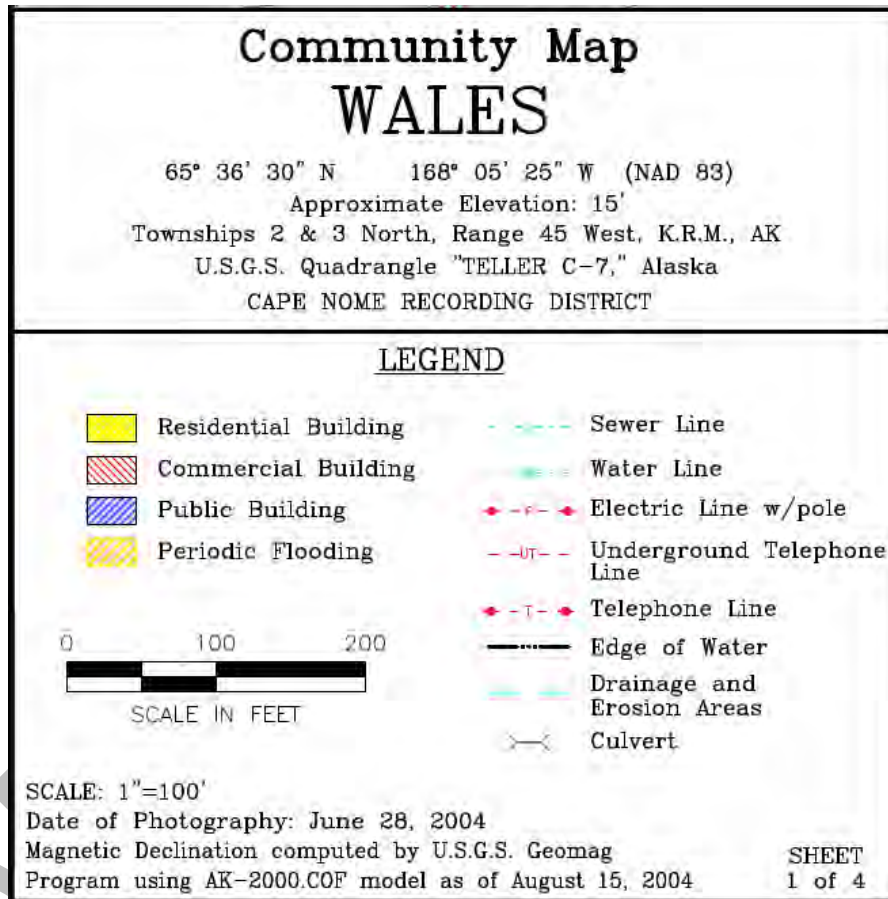 Community Map
WALES
65° 36' 30" N 168° 05' 25" W (NAD 83)
Approximate Elevation: 15'
Townships 2 & 3 North, Range 45 West, K.R.M., AK
U.S.G.S. Quadrangle "TELLER C-7," Alaska
CAPE NOME RECORDING DISTRICT
LEGEND
Residential Building
Commercial Building
Public Building
Periodic Flooding
0 100 200
SCALE IN FEET
Sewer Line
Water Line
Electric Line w/pole
UT Underground Telephone
Line
T Telephone Line
Edge of Water
Drainage and
Erosion Areas
Culvert
SCALE: 1"=100'
Date of Photography: June 28, 2004
Magnetic Declination computed by U.S.G.S. Geomag
Program using AK-2000.COF model as of August 15, 2004
SHEET
1 of 4